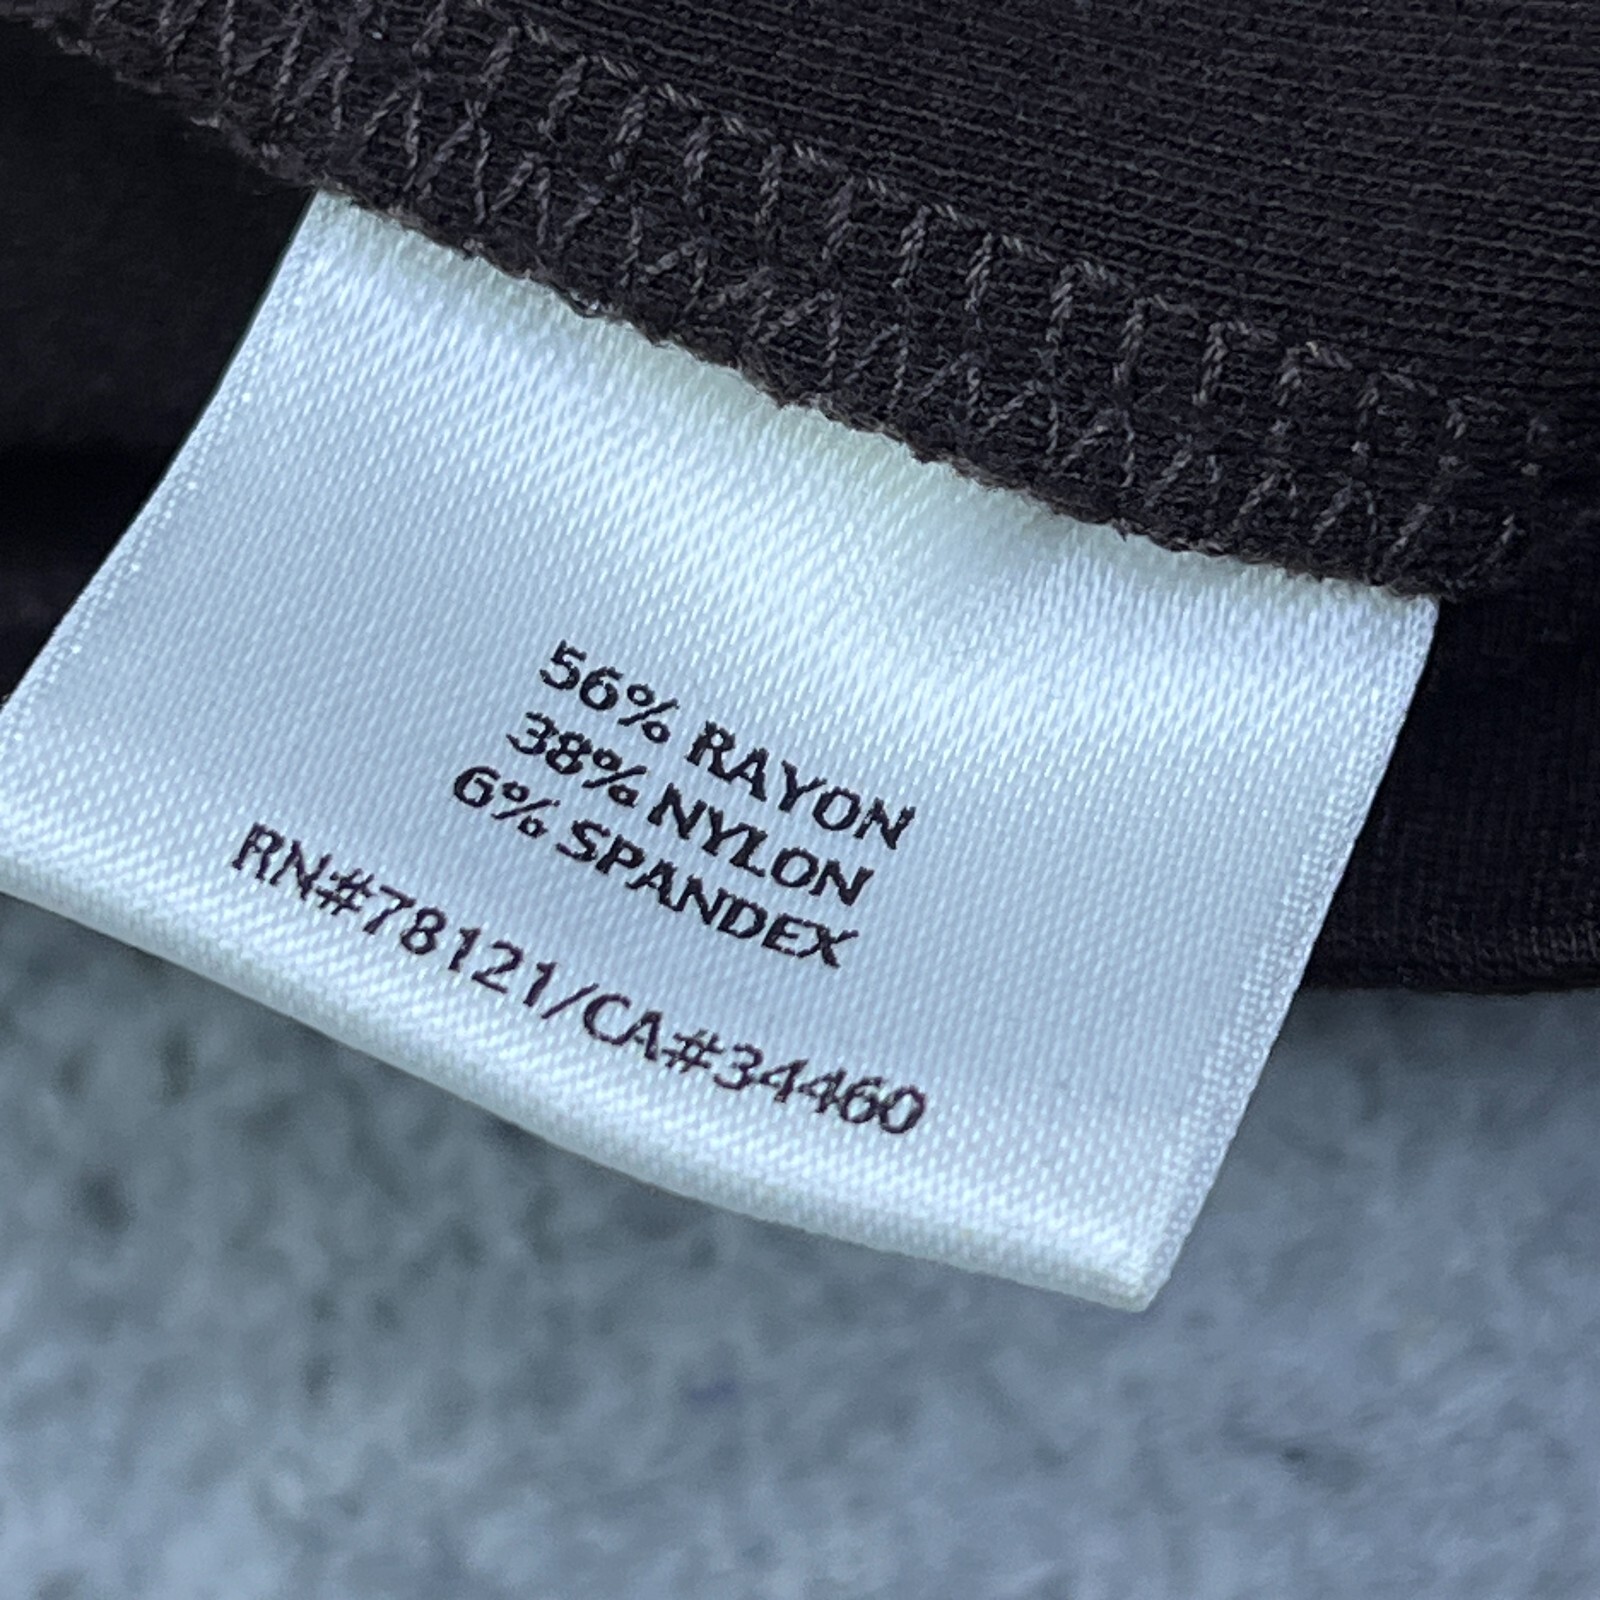 56% RAYON
38% NYLON
6% SPANDEX
RN#78121/CA#34460